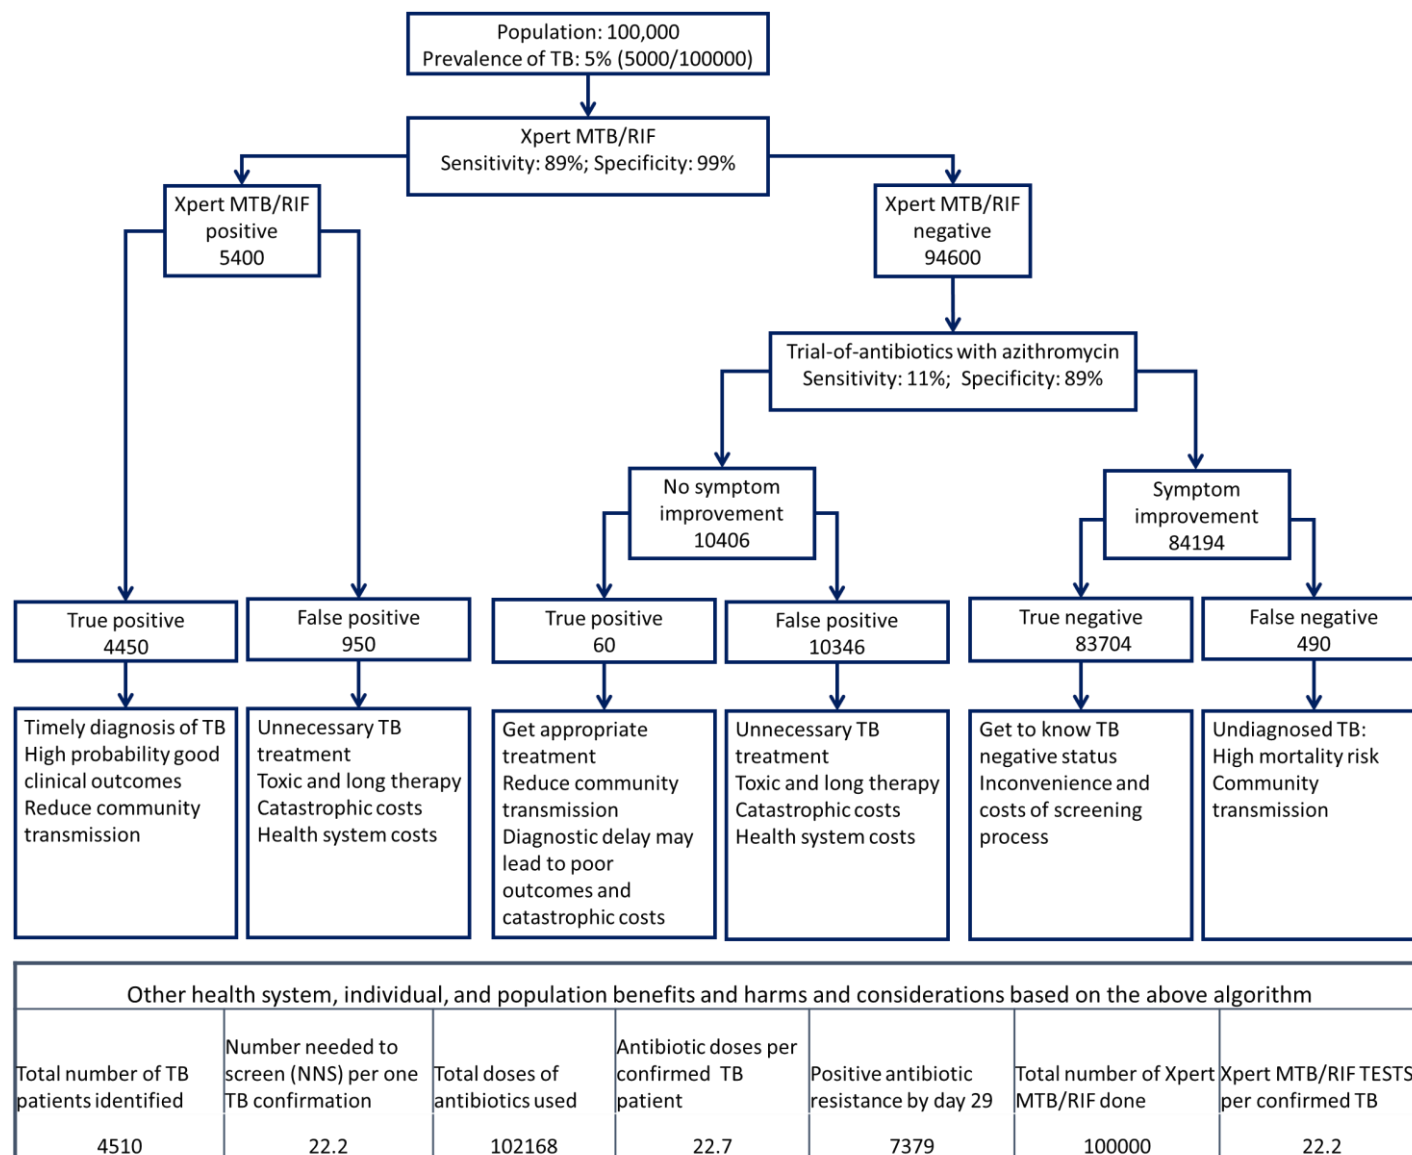 Population: 100,000
Prevalence of TB: 5% (5000/100000)
Xpert MTB/RIF
Sensitivity: 89%; Specificity: 99%
Xpert MTB/RIF
positive
5400
Xpert MTB/RIF
negative
94600
Trial-of-antibiotics with azithromycin
Sensitivity: 11%; Specificity: 89%
No symptom
improvement
10406
Symptom
improvement
84194
True positive
4450
False positive
950
True positive
60
False positive
10346
True negative
83704
False negative
490
Timely diagnosis of TB
High probability good
clinical outcomes
Reduce community
transmission
Unnecessary TB
treatment
Toxic and long therapy
Catastrophic costs
Health system costs
Get appropriate
treatment
Reduce community
transmission
Diagnostic delay may
lead to poor
outcomes and
catastrophic costs
Unnecessary TB
treatment
Toxic and long therapy
Catastrophic costs
Health system costs
Get to know TB
negative status
Inconvenience and
costs of screening
process
Undiagnosed TB:
High mortality risk
Community
transmission
Other health system, individual, and population benefits and harms and considerations based on the above algorithm
Total number of TB
patients identified
Number needed to
screen (NNS) per one
TB confirmation
Total doses of
antibiotics used
Antibiotic doses per
confirmed TB
patient
Positive antibiotic
resistance by day 29
Total number of Xpert
MTB/RIF done
Xpert MTB/RIF TESTS
per confirmed TB
4510
22.2
102168
22.7
7379
100000
22.2